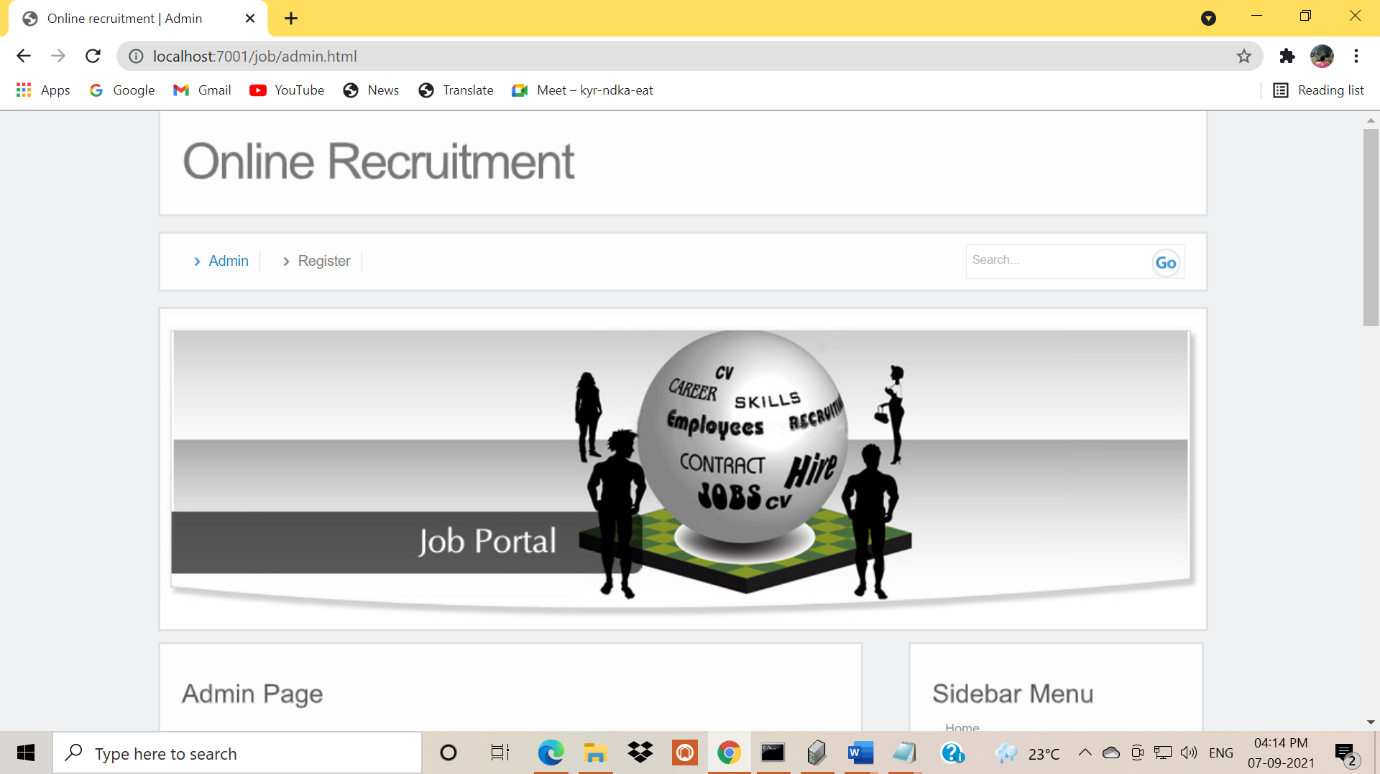 Online recruitment | Admin
localhost:7001/job/admin.html
Apps Google Gmail YouTube News Translate Meet – kyr-ndka-eat Reading list
Online Recruitment
Admin Register Search... Go
CV
CAREER SKILLS
Employees RECRUITIN
CONTRACT Hire
JOBS CV
Job Portal
Admin Page
Sidebar Menu
Home
Type here to search
23°C ENG 04:14 PM
07-09-2021
2